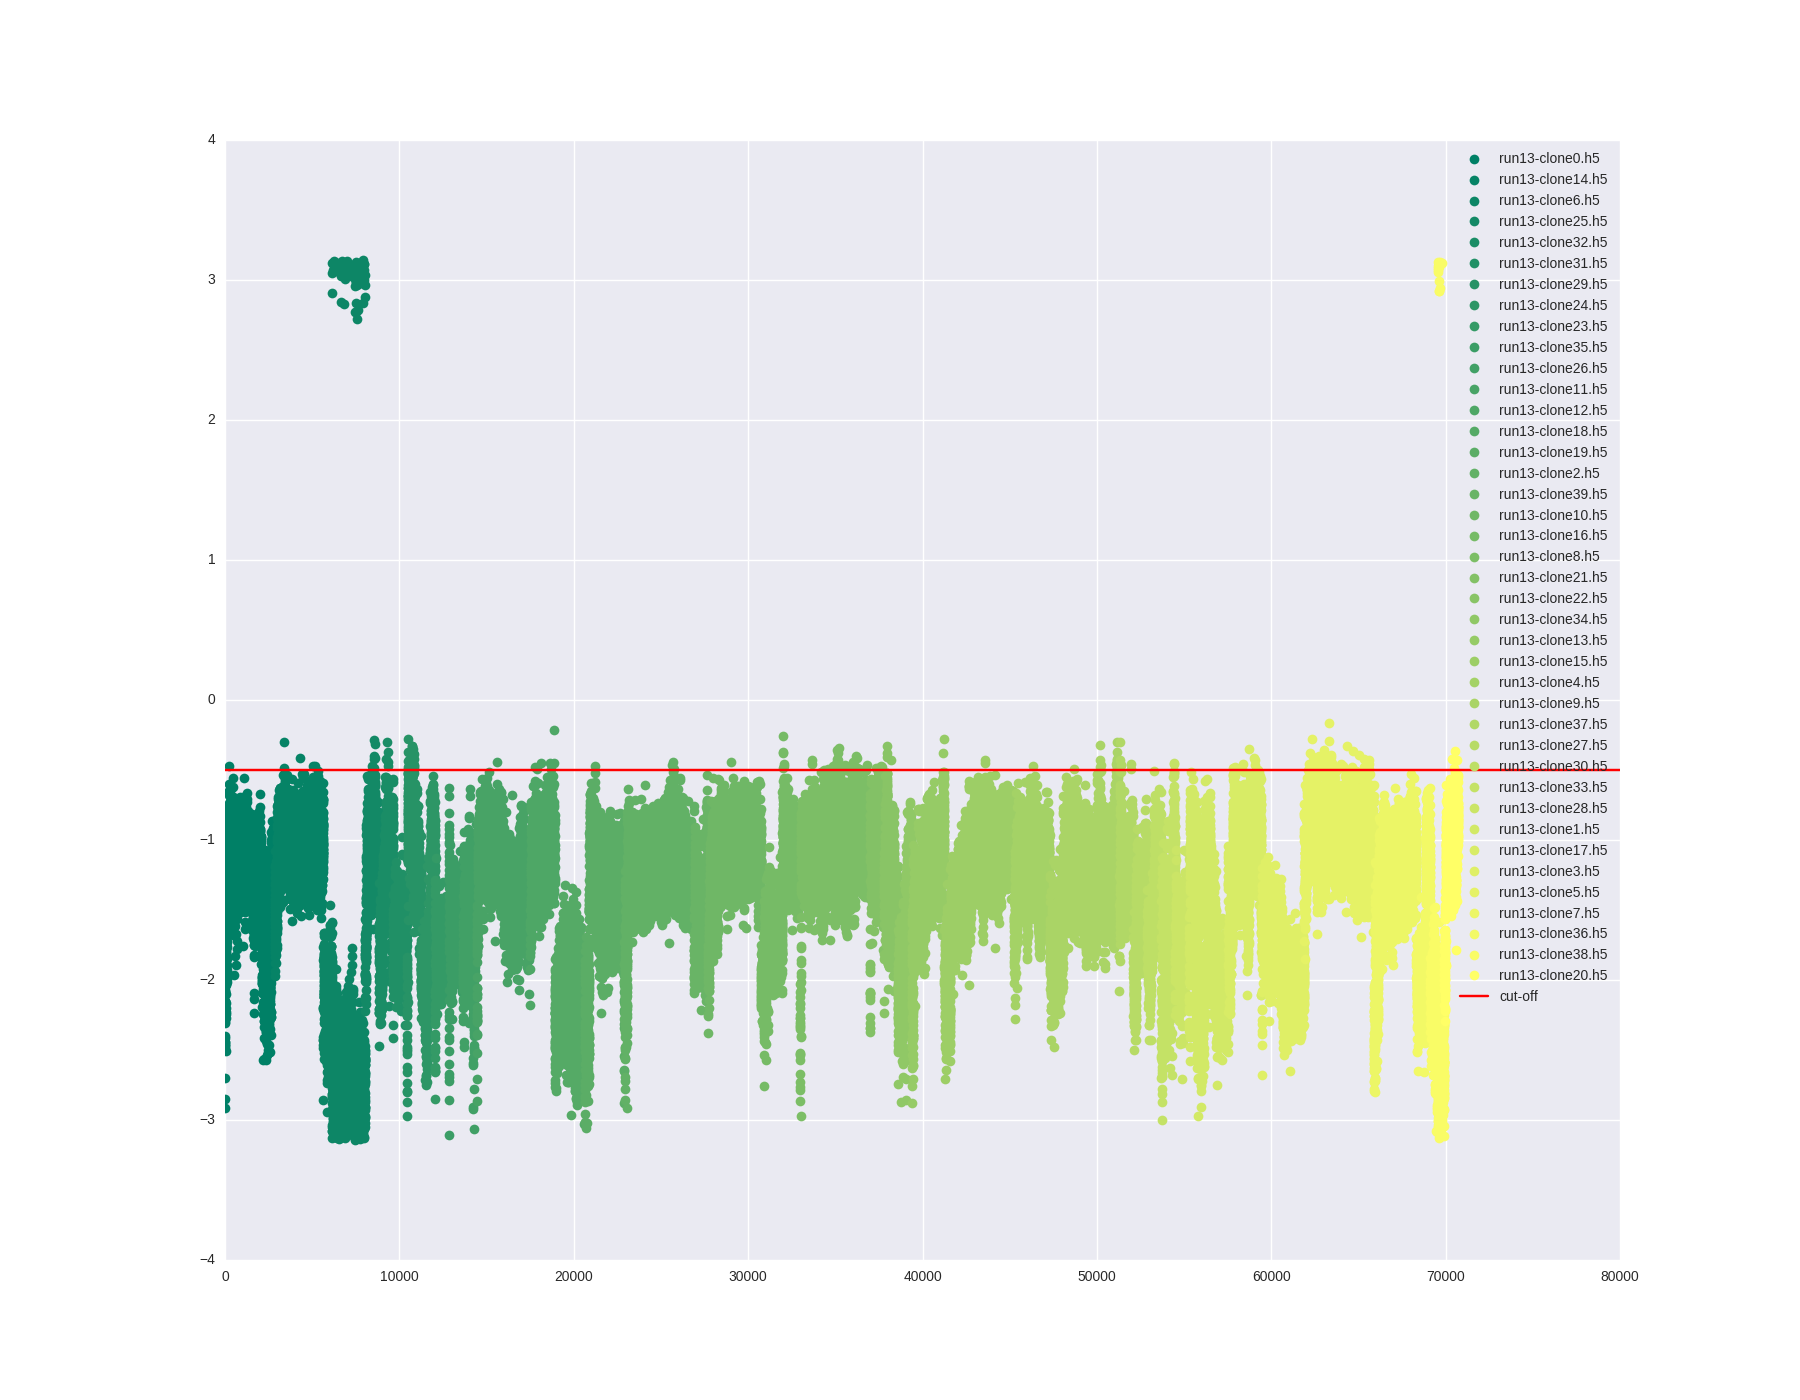 4
3
2
1
0
−1
−2
−3
−4
0
10000
20000
30000
40000
50000
60000
70000
80000
run13-clone0.h5
run13-clone14.h5
run13-clone6.h5
run13-clone25.h5
run13-clone32.h5
run13-clone31.h5
run13-clone29.h5
run13-clone24.h5
run13-clone23.h5
run13-clone35.h5
run13-clone26.h5
run13-clone11.h5
run13-clone12.h5
run13-clone18.h5
run13-clone19.h5
run13-clone2.h5
run13-clone39.h5
run13-clone10.h5
run13-clone16.h5
run13-clone8.h5
run13-clone21.h5
run13-clone22.h5
run13-clone34.h5
run13-clone13.h5
run13-clone15.h5
run13-clone4.h5
run13-clone9.h5
run13-clone37.h5
run13-clone27.h5
run13-clone30.h5
run13-clone33.h5
run13-clone28.h5
run13-clone1.h5
run13-clone17.h5
run13-clone3.h5
run13-clone5.h5
run13-clone7.h5
run13-clone36.h5
run13-clone38.h5
run13-clone20.h5
cut-off